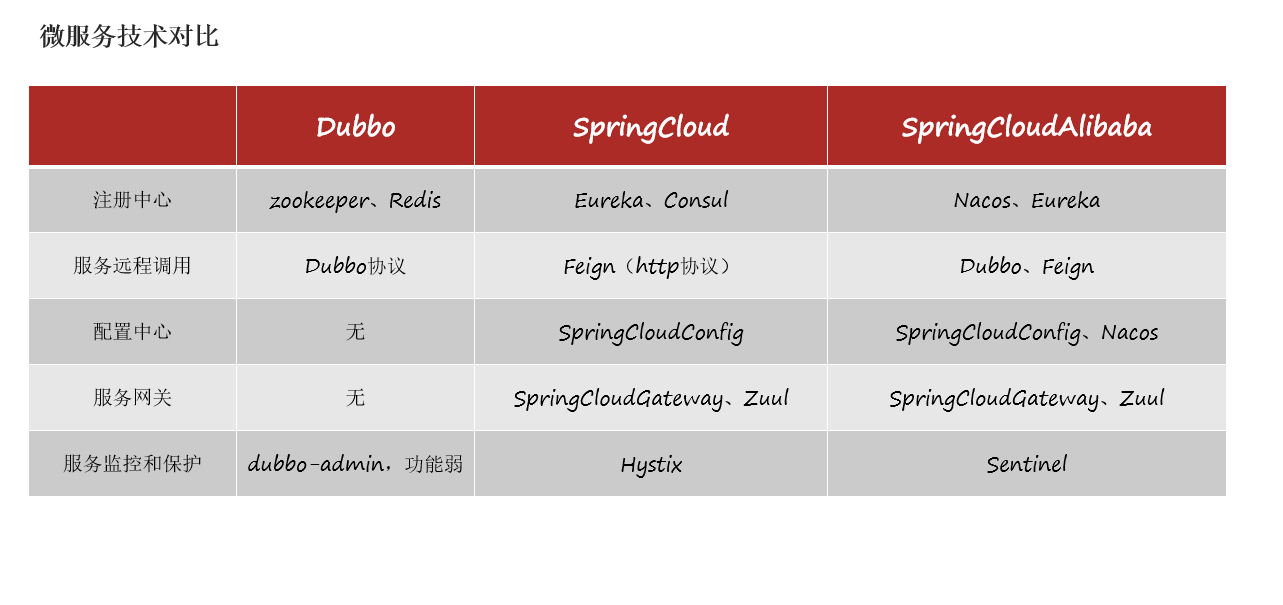 微服务技术对比
Dubbo SpringCloud SpringCloudAlibaba
注册中心 zookeeper、Redis Eureka、Consul Nacos、Eureka
服务远程调用 Dubbo协议 Feign（http协议） Dubbo、Feign
配置中心 无 SpringCloudConfig SpringCloudConfig、Nacos
服务网关 无 SpringCloudGateway、Zuul SpringCloudGateway、Zuul
服务监控和保护 dubbo-admin，功能弱 Hystix Sentinel